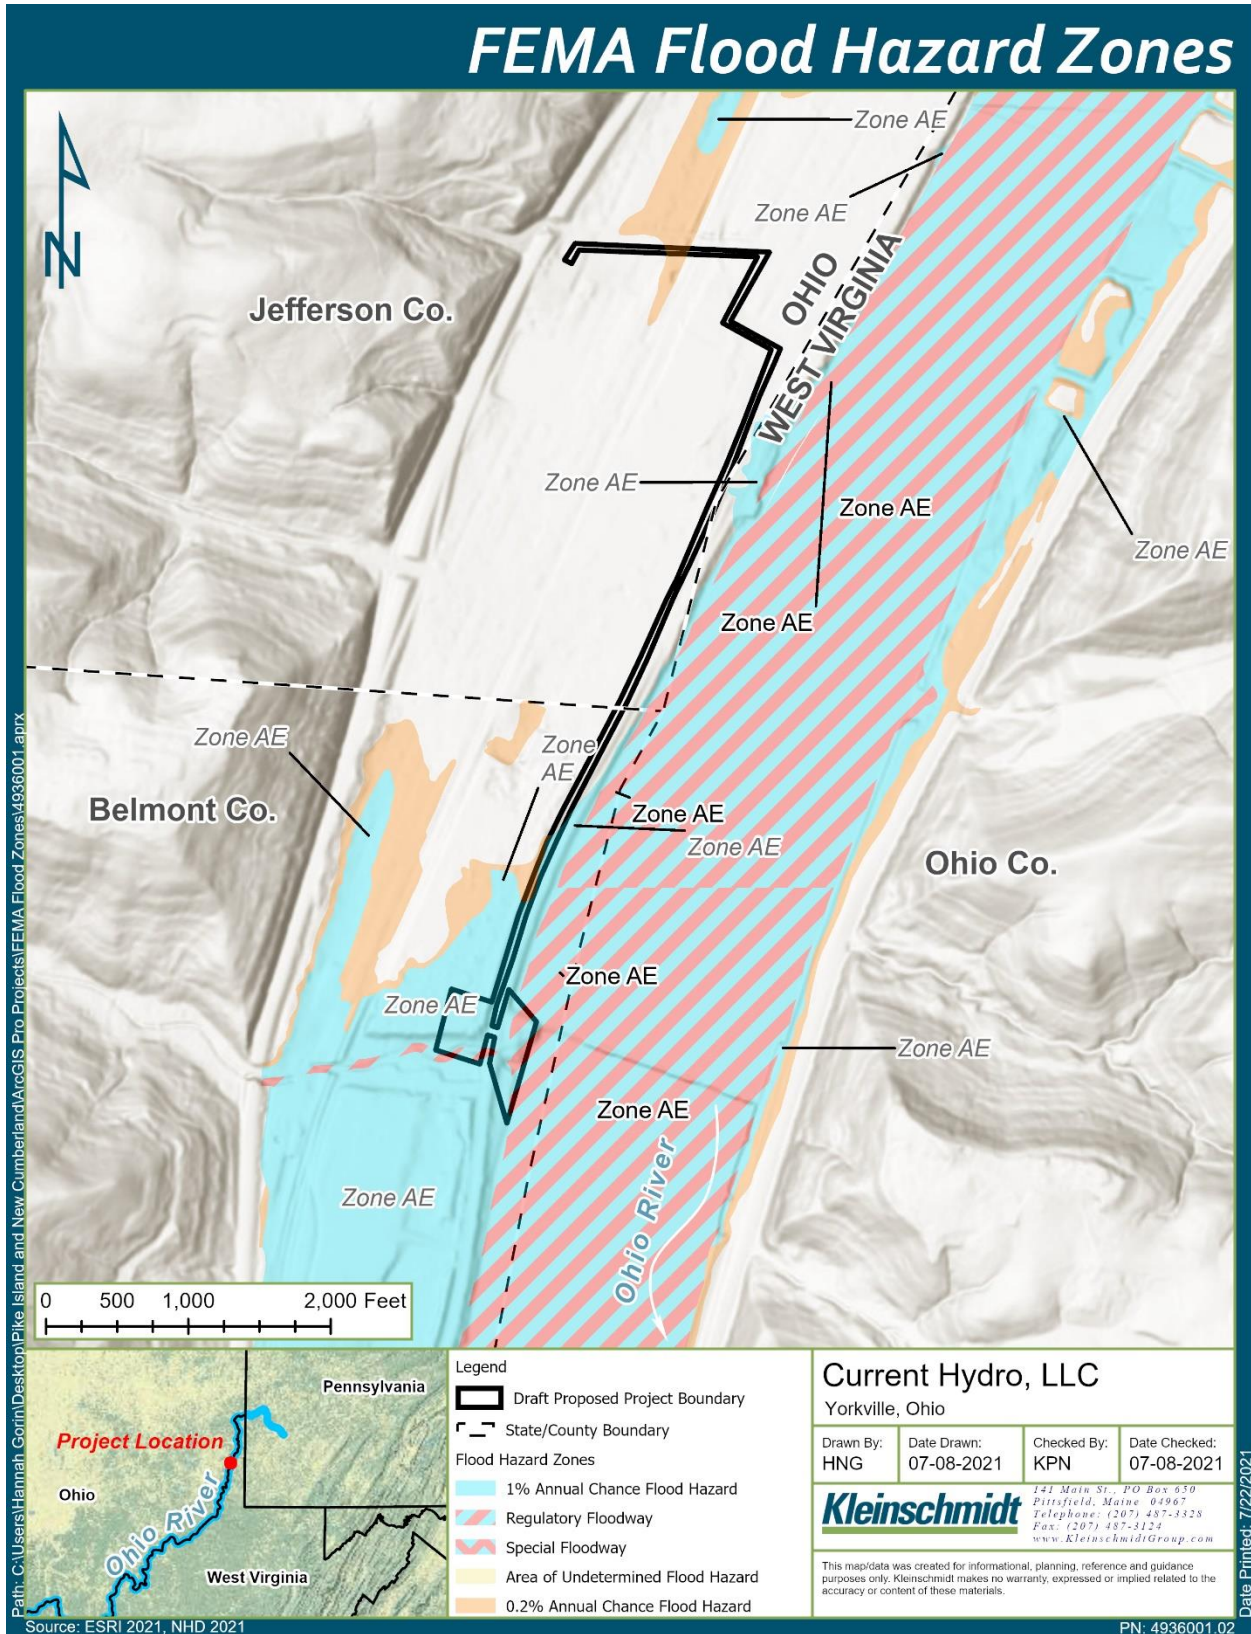 FEMA Flood Hazard Zones
N
Zone AE
Zone AE
Jefferson Co.
OHIO
WEST VIRGINIA
Zone AE
Zone AE
Zone AE
Zone AE
Zone AE
Zone
AE
Belmont Co.
Zone AE
Zone AE
Ohio Co.
Zone AE
Zone AE
Zone AE
Zone AE
Zone AE
Ohio River
0 500 1,000 2,000 Feet
Path: C:\Users\Hannah Gorin\Desktop\Pike Island and New Cumberland\ArcGIS Pro Projects\FEMA Flood Zones\4936001.aprx
Pennsylvania
Project Location
Ohio
Ohio River
West Virginia
Source: ESRI 2021, NHD 2021
Legend
Draft Proposed Project Boundary
State/County Boundary
Flood Hazard Zones
1% Annual Chance Flood Hazard
Regulatory Floodway
Special Floodway
Area of Undetermined Flood Hazard
0.2% Annual Chance Flood Hazard
Current Hydro, LLC
Yorkville, Ohio
Drawn By: Date Drawn: Checked By: Date Checked:
HNG 07-08-2021 KPN 07-08-2021
Kleinschmidt
141 Main St., PO Box 650
Pittsfield, Maine 04967
Telephone: (207) 487-3328
Fax: (207) 487-3124
www.KleinschmidtGroup.com
This map/data was created for informational, planning, reference and guidance
purposes only. Kleinschmidt makes no warranty, expressed or implied related to the
accuracy or content of these materials.
Date Printed: 7/22/2021
PN: 4936001.02